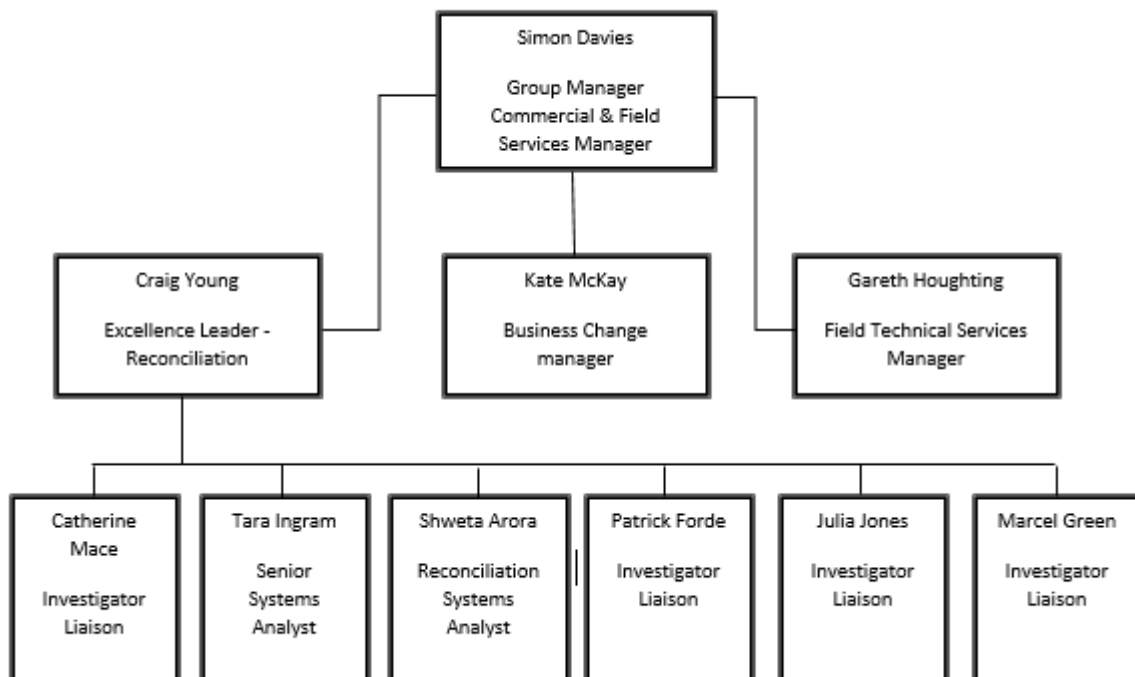 Simon Davies
Group Manager
Commercial & Field
Services Manager
Craig Young
Excellence Leader -
Reconciliation
Kate McKay
Business Change
manager
Gareth Houghting
Field Technical Services
Manager
Catherine
Mace
Investigator
Liaison
Tara Ingram
Senior
Systems
Analyst
Shweta Arora
Reconciliation
Systems
Analyst
Patrick Forde
Investigator
Liaison
Julia Jones
Investigator
Liaison
Marcel Green
Investigator
Liaison